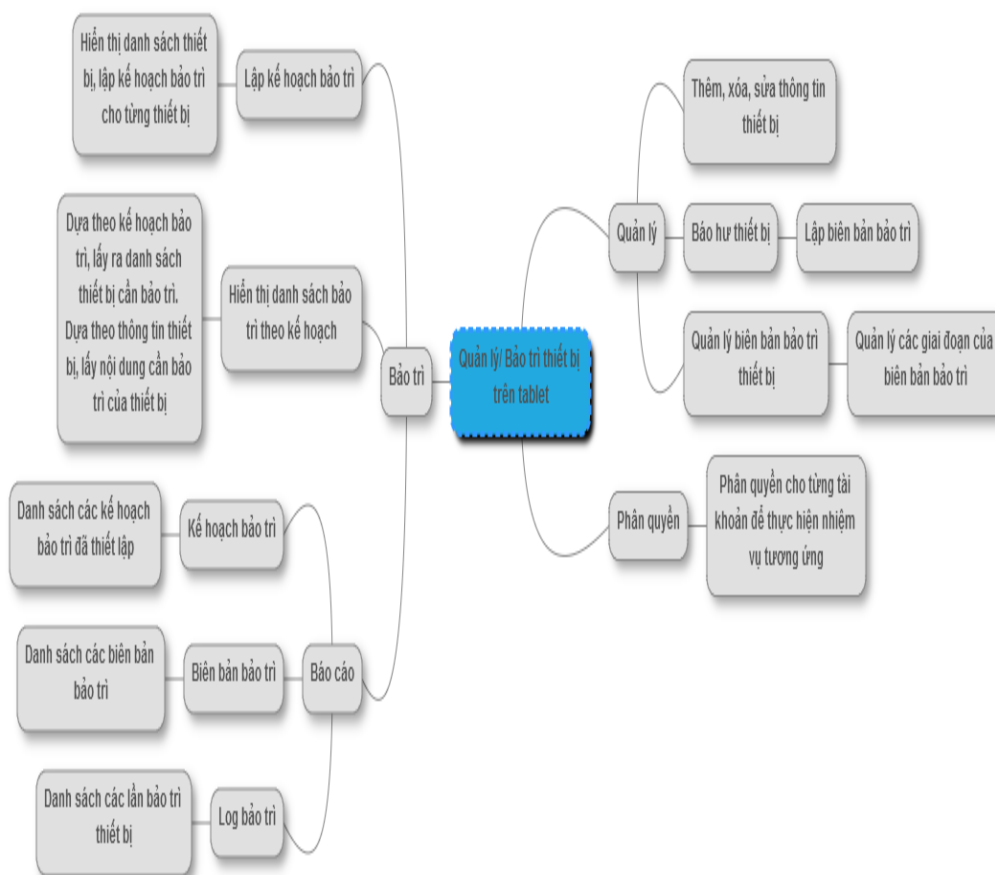 Hiển thị danh sách thiết
bị, lập kế hoạch bảo trì
cho từng thiết bị
Lập kế hoạch bảo trì
Dựa theo kế hoạch bảo
trì, lấy ra danh sách
thiết bị cần bảo trì.
Dựa theo thông tin thiết
bị, lấy nội dung cần bảo
trì của thiết bị
Hiển thị danh sách bảo
trì theo kế hoạch
Bảo trì
Danh sách các kế hoạch
bảo trì đã thiết lập
Kế hoạch bảo trì
Danh sách các biên bản
bảo trì
Biên bản bảo trì
Báo cáo
Danh sách các lần bảo trì
thiết bị
Log bảo trì
Quản lý/ Bảo trì thiết bị
trên tablet
Thêm, xóa, sửa thông tin
thiết bị
Quản lý
Báo hư thiết bị
Lập biên bản bảo trì
Quản lý biên bản bảo trì
thiết bị
Quản lý các giai đoạn của
biên bản bảo trì
Phân quyền
Phân quyền cho từng tài
khoản để thực hiện nhiệm
vụ tương ứng